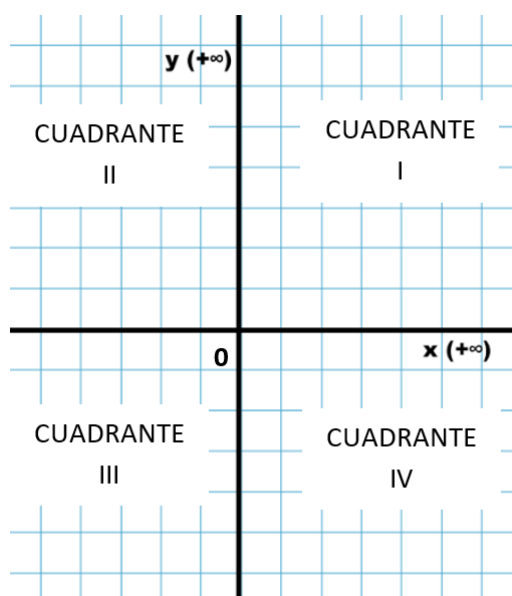 y (+∞)
CUADRANTE
II
CUADRANTE
I
0
x (+∞)
CUADRANTE
III
CUADRANTE
IV